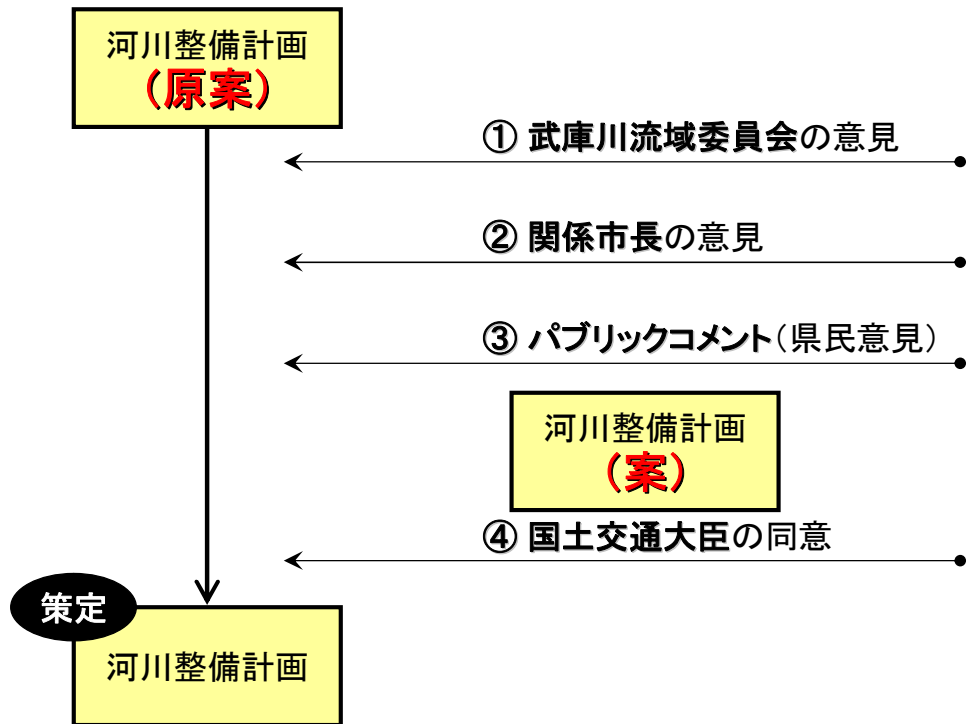 河川整備計画
（原案）
① 武庫川流域委員会の意見
② 関係市長の意見
③ パブリックコメント（県民意見）
河川整備計画
（案）
④ 国土交通大臣の同意
策定
河川整備計画